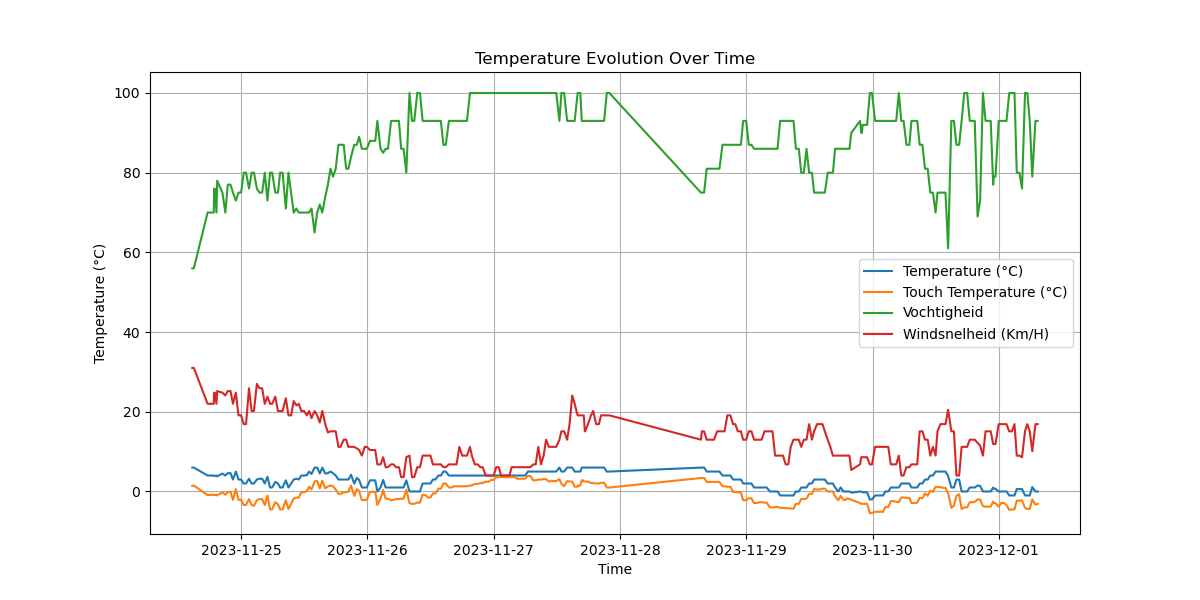 Temperature Evolution Over Time
Temperature (°C)
100
80
60
40
20
0
Temperature (°C)
Touch Temperature (°C)
Vochtigheid
Windsnelheid (Km/H)
2023-11-25
2023-11-26
2023-11-27
2023-11-28
2023-11-29
2023-11-30
2023-12-01
Time